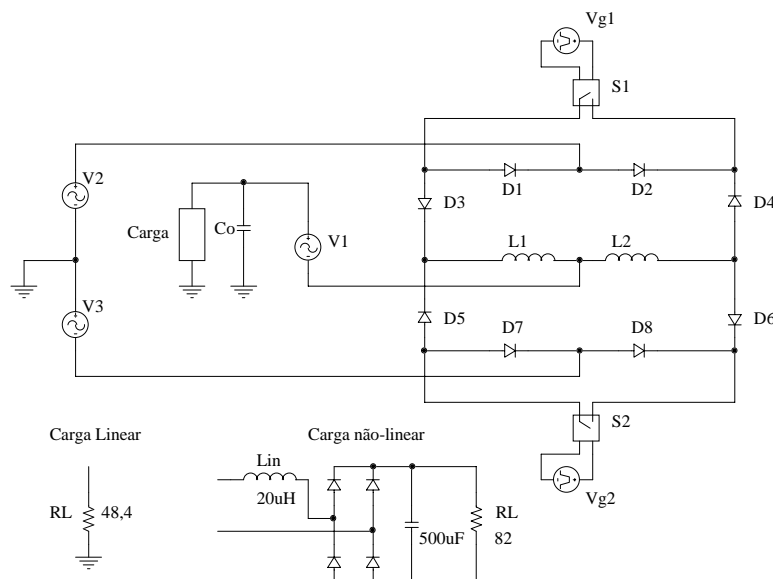 Vg1
S1
V2
D1
D2
D3
D4
Carga
Co
V1
L1
L2
V3
D5
D7
D8
D6
S2
Vg2
Carga Linear
Carga não-linear
Lin
20uH
RL
48,4
500uF
RL
82